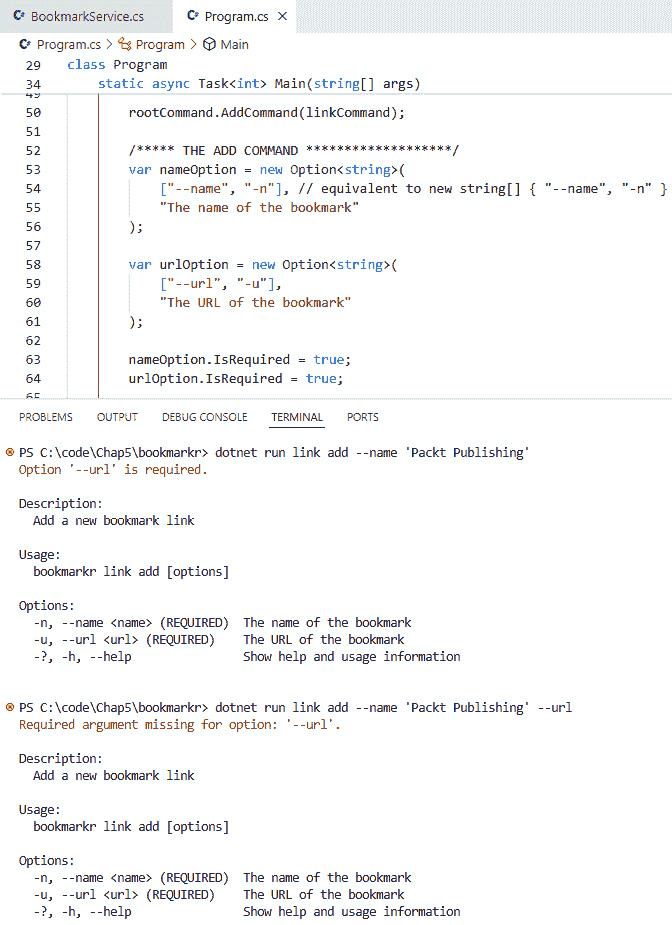 C# BookmarkService.cs C# Program.cs ×
C# Program.cs > Program > Main
29 class Program
34 static async Task<int> Main(string[] args)
49
50 rootCommand.AddCommand(linkCommand);
51
52 /***** THE ADD COMMAND *******************/
53 var nameOption = new Option<string>(
54 ["--name", "-n"], // equivalent to new string[] { "--name", "-n" }
55 "The name of the bookmark"
56 );
57
58 var urlOption = new Option<string>(
59 ["--url", "-u"],
60 "The URL of the bookmark"
61 );
62
63 nameOption.IsRequired = true;
64 urlOption.IsRequired = true;
65
PROBLEMS OUTPUT DEBUG CONSOLE TERMINAL PORTS
PS C:\code\Chap5\bookmarkr> dotnet run link add --name 'Packt Publishing'
Option '--url' is required.
Description:
Add a new bookmark link
Usage:
bookmarkr link add [options]
Options:
-n, --name <name> (REQUIRED) The name of the bookmark
-u, --url <url> (REQUIRED) The URL of the bookmark
-?, -h, --help Show help and usage information
PS C:\code\Chap5\bookmarkr> dotnet run link add --name 'Packt Publishing' --url
Required argument missing for option: '--url'.
Description:
Add a new bookmark link
Usage:
bookmarkr link add [options]
Options:
-n, --name <name> (REQUIRED) The name of the bookmark
-u, --url <url> (REQUIRED) The URL of the bookmark
-?, -h, --help Show help and usage information